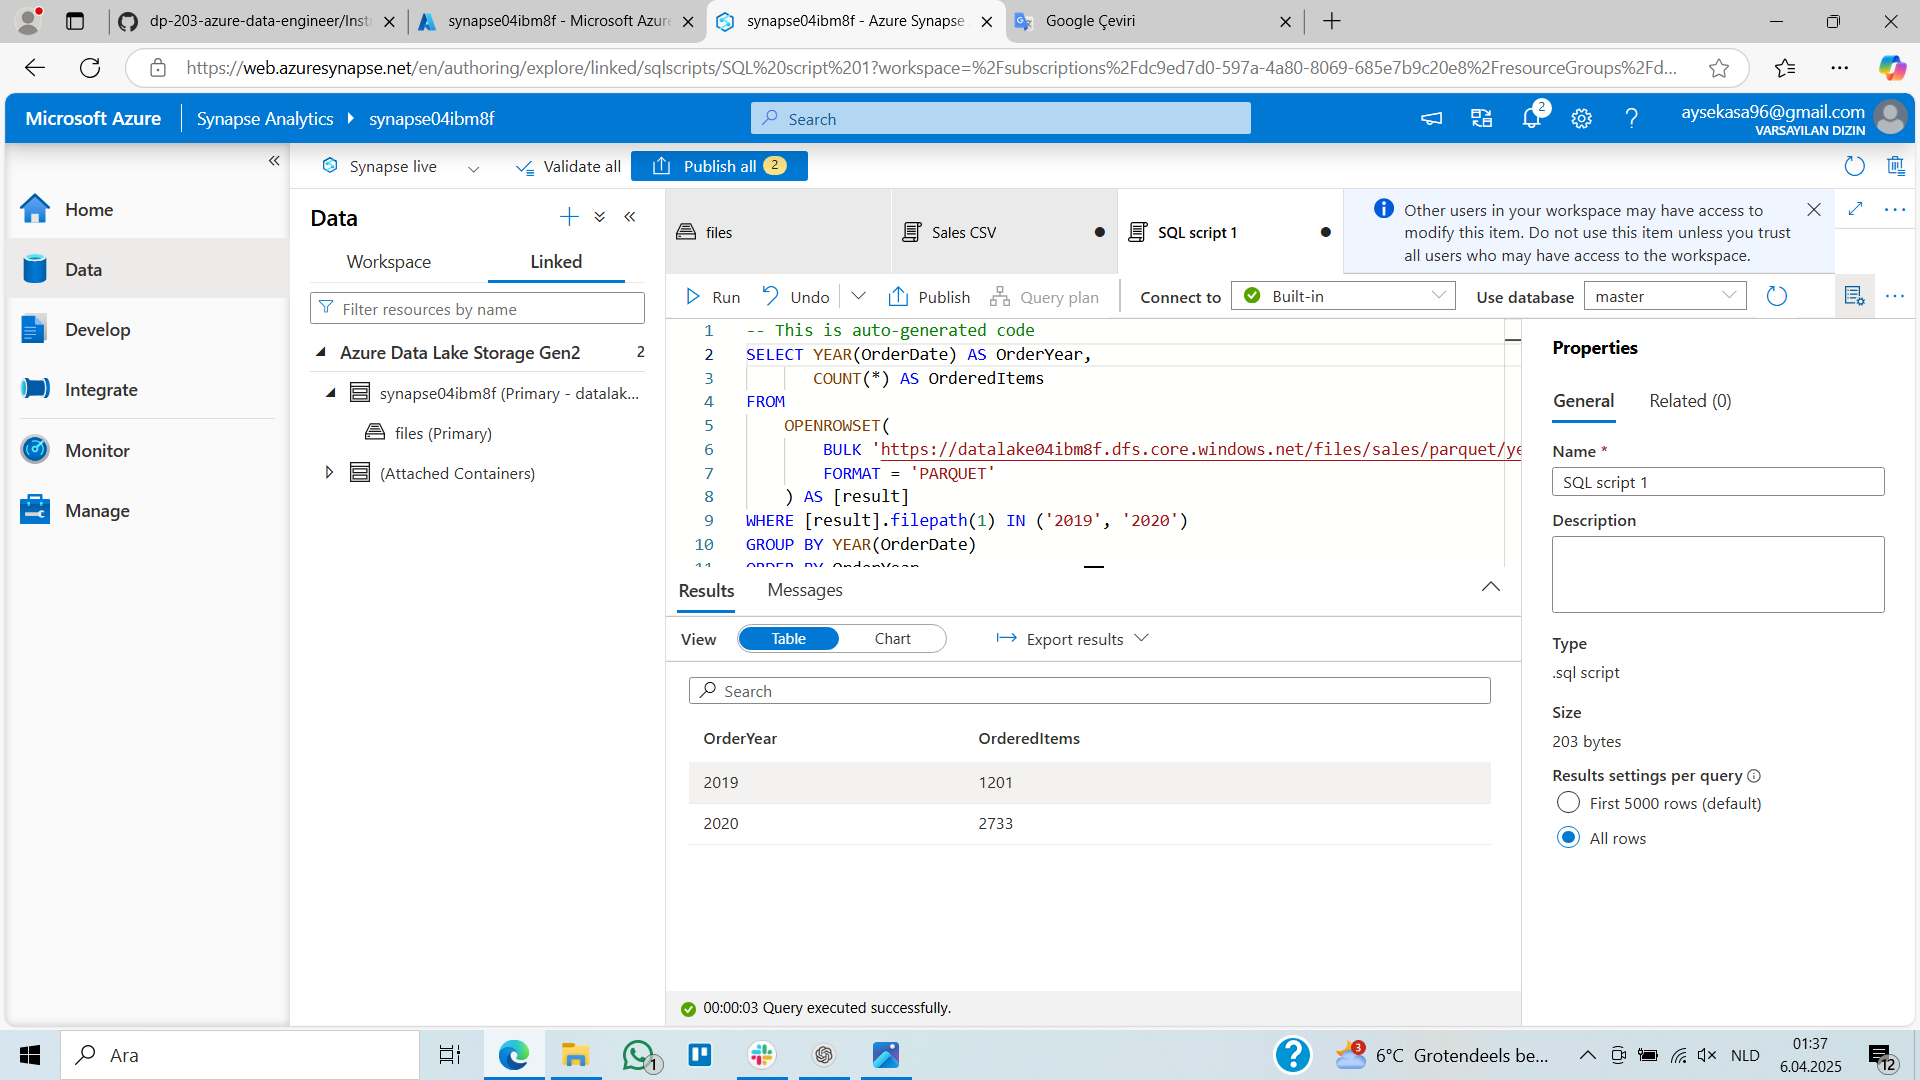 dp-203-azure-data-engineer/Inst
synapse04ibm8f - Microsoft Azure
synapse04ibm8f - Azure Synapse
Google Çeviri
https://web.azuresynapse.net/en/authoring/explore/linked/sqlscripts/SQL%20script%201?workspace=%2Fsubscriptions%2Fdc9ed7d0-597a-4a80-8069-685e7b9c20e8%2FresourceGroups%2Fd...
Microsoft Azure
Synapse Analytics
synapse04ibm8f
Search
2
aysekasa96@gmail.com
VARSAYILAN DIZIN
Synapse live
Validate all
Publish all 2
Home
Data
Develop
Integrate
Monitor
Manage
Data
Workspace
Linked
Filter resources by name
Azure Data Lake Storage Gen2 2
synapse04ibm8f (Primary - datalak...
files (Primary)
(Attached Containers)
files
Sales CSV
SQL script 1
Other users in your workspace may have access to
modify this item. Do not use this item unless you trust
all users who may have access to the workspace.
Run
Undo
Publish
Query plan
Connect to
Built-in
Use database
master
1 -- This is auto-generated code
2 SELECT YEAR(OrderDate) AS OrderYear,
3 COUNT(*) AS OrderedItems
4 FROM
5 OPENROWSET(
6 BULK 'https://datalake04ibm8f.dfs.core.windows.net/files/sales/parquet/ye
7 FORMAT = 'PARQUET'
8 ) AS [result]
9 WHERE [result].filepath(1) IN ('2019', '2020')
10 GROUP BY YEAR(OrderDate)
11 ORDER BY OrderYear
Results
Messages
View
Table
Chart
Export results
Search
OrderYear OrderedItems
2019 1201
2020 2733
00:00:03 Query executed successfully.
Properties
General
Related (0)
Name *
SQL script 1
Description
Type
.sql script
Size
203 bytes
Results settings per query
First 5000 rows (default)
All rows
Ara
1
3
6°C Grotendeels be...
NLD
01:37
6.04.2025
12